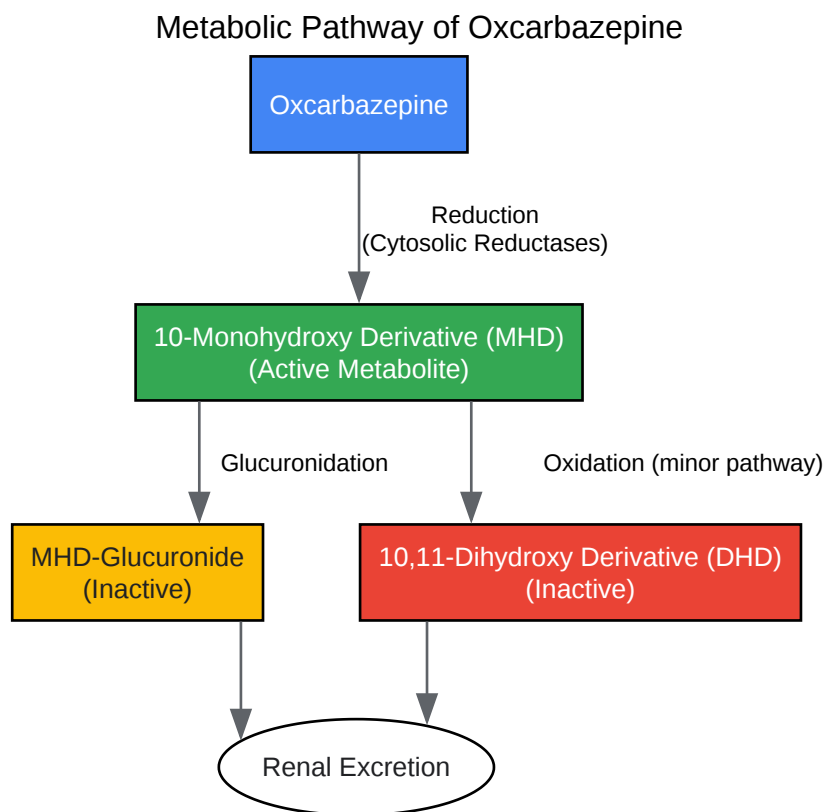 Metabolic Pathway of Oxcarbazepine
Oxcarbazepine
Reduction
(Cytosolic Reductases)
10-Monohydroxy Derivative (MHD)
(Active Metabolite)
Glucuronidation
Oxidation (minor pathway)
MHD-Glucuronide
(Inactive)
10,11-Dihydroxy Derivative (DHD)
(Inactive)
Renal Excretion